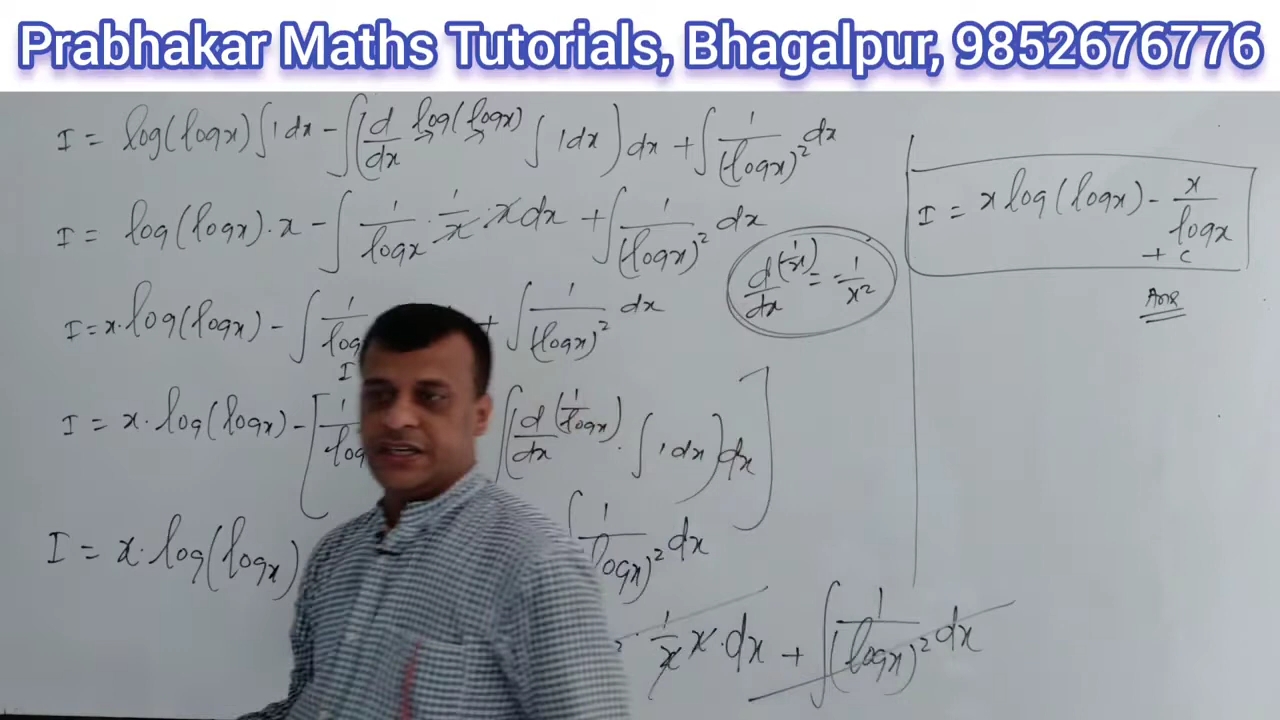 Prabhakar Maths Tutorials, Bhagalpur, 9852676776
I = log(logx)∫1dx - ∫(d/dx log(logx) ∫1dx)dx + ∫1/(logx)² dx
I = log(logx)·x - ∫1/logx · 1/x · x dx + ∫1/(logx)² dx
I = x·log(logx) - ∫1/log + ∫1/(logx)² dx
I
I = x·log(logx) - [1/log ∫(d/dx(1/logx)·∫1dx)dx]
∫1/(logx)² dx
I = x·log(logx)
2 · 1/x x·dx + ∫1/(logx)² dx
d/dx(1/x) = -1/x²
I = x log(logx) - x/logx
+ c
Ans